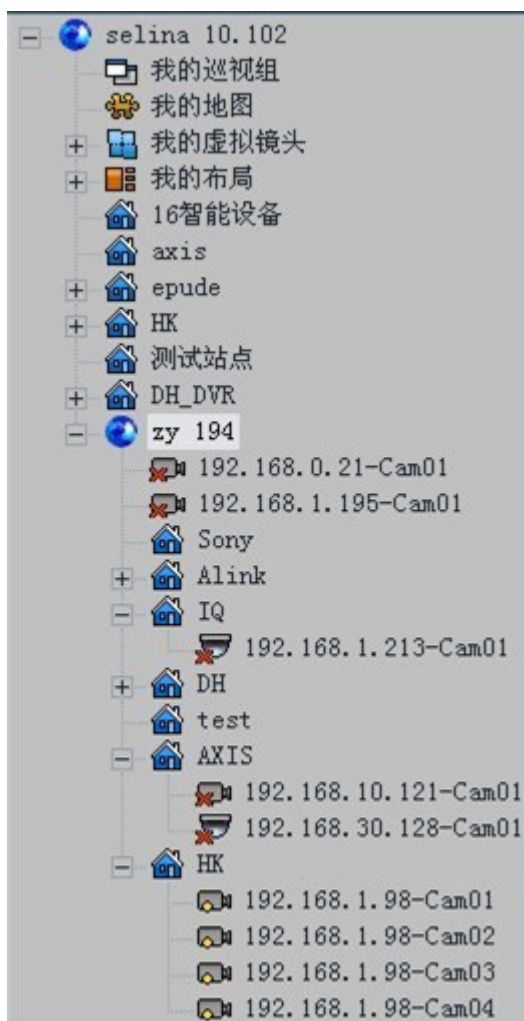 selina 10.102
我的巡视组
我的地图
我的虚拟镜头
我的布局
16智能设备
axis
epude
HK
测试站点
DH_DVR
zy 194
192.168.0.21-Cam01
192.168.1.195-Cam01
Sony
Alink
IQ
192.168.1.213-Cam01
DH
test
AXIS
192.168.10.121-Cam01
192.168.30.128-Cam01
HK
192.168.1.98-Cam01
192.168.1.98-Cam02
192.168.1.98-Cam03
192.168.1.98-Cam04